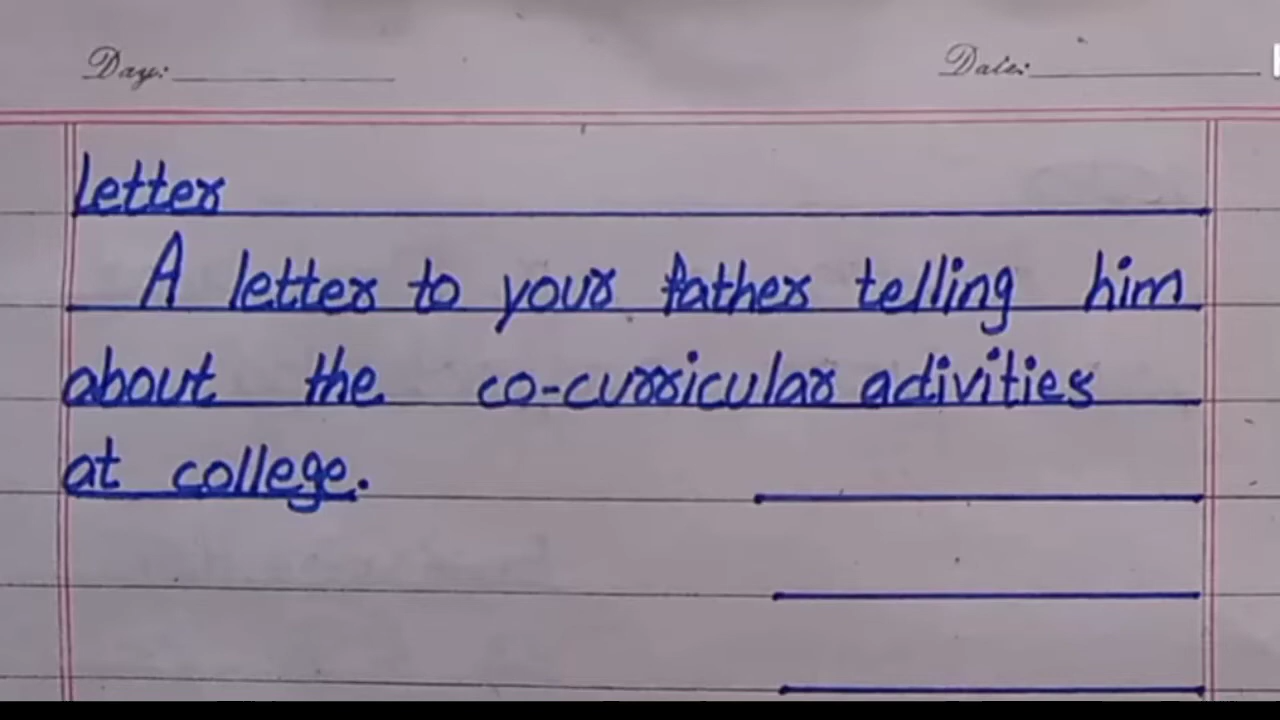 Day:
Date:
Letter
A letter to your father telling him
about the co-curricular activities
at college.